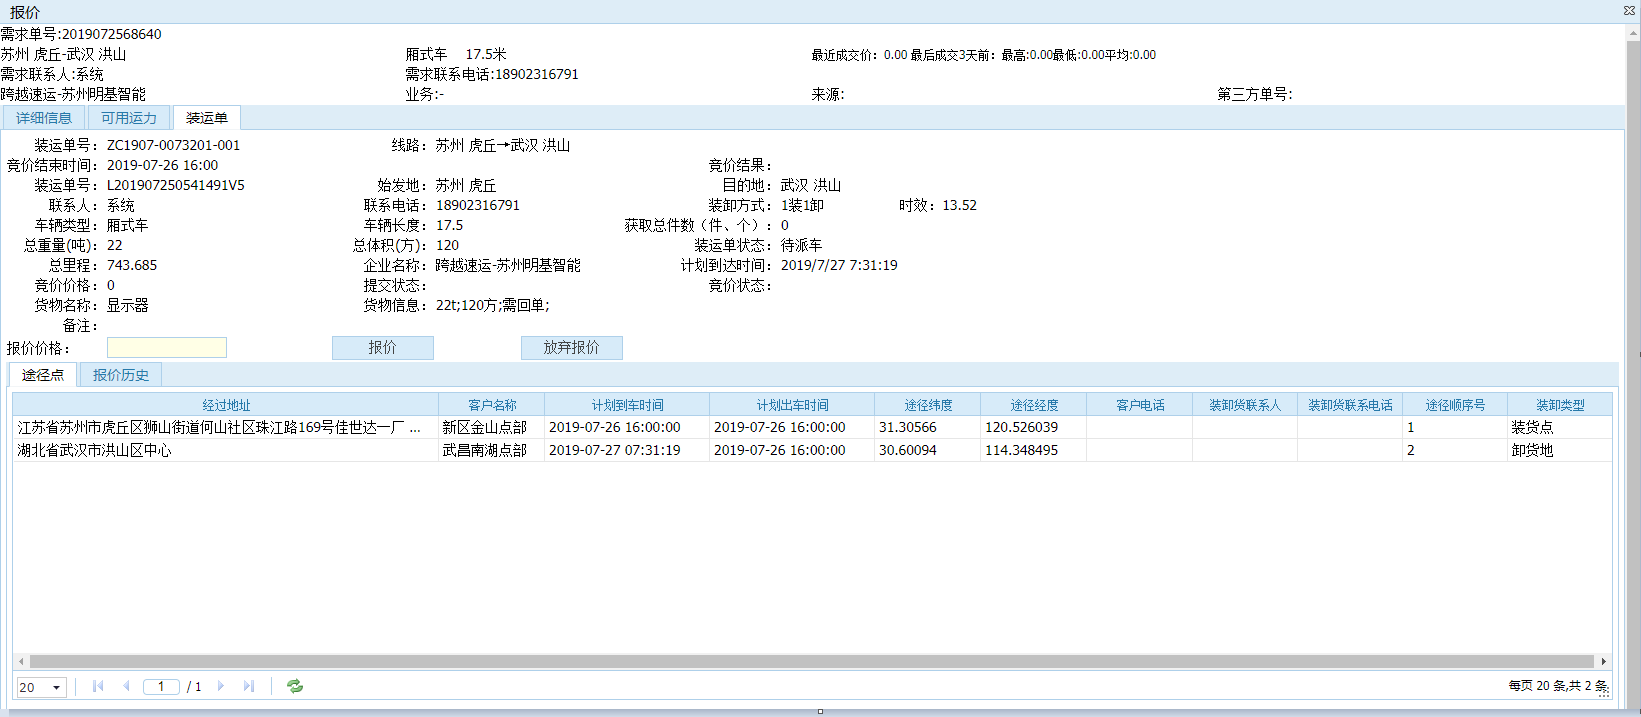 报价
需求单号:2019072568640
苏州 虎丘-武汉 洪山 厢式车 17.5米 最近成交价：0.00 最后成交3天前：最高:0.00最低:0.00平均:0.00
需求联系人:系统 需求联系电话:18902316791
跨越速运-苏州明基智能 业务:- 来源: 第三方单号:
详细信息 可用运力 装运单
装运单号：ZC1907-0073201-001 线路：苏州 虎丘→武汉 洪山
竞价结束时间：2019-07-26 16:00 竞价结果：
装运单号：L201907250541491V5 始发地：苏州 虎丘 目的地：武汉 洪山
联系人：系统 联系电话：18902316791 装卸方式：1装1卸 时效：13.52
车辆类型：厢式车 车辆长度：17.5 获取总件数（件、个）：0
总重量(吨)：22 总体积(方)：120 装运单状态：待派车
总里程：743.685 企业名称：跨越速运-苏州明基智能 计划到达时间：2019/7/27 7:31:19
竞价价格：0 提交状态： 竞价状态：
货物名称：显示器 货物信息：22t;120方;需回单;
备注：
报价价格： 报价 放弃报价
途径点 报价历史
经过地址 客户名称 计划到车时间 计划出车时间 途径纬度 途径经度 客户电话 装卸货联系人 装卸货联系电话 途径顺序号 装卸类型
江苏省苏州市虎丘区狮山街道何山社区珠江路169号佳世达一厂 ... 新区金山点部 2019-07-26 16:00:00 2019-07-26 16:00:00 31.30566 120.526039 1 装货点
湖北省武汉市洪山区中心 武昌南湖点部 2019-07-27 07:31:19 2019-07-26 16:00:00 30.60094 114.348495 2 卸货地
20 1 / 1 每页 20 条,共 2 条